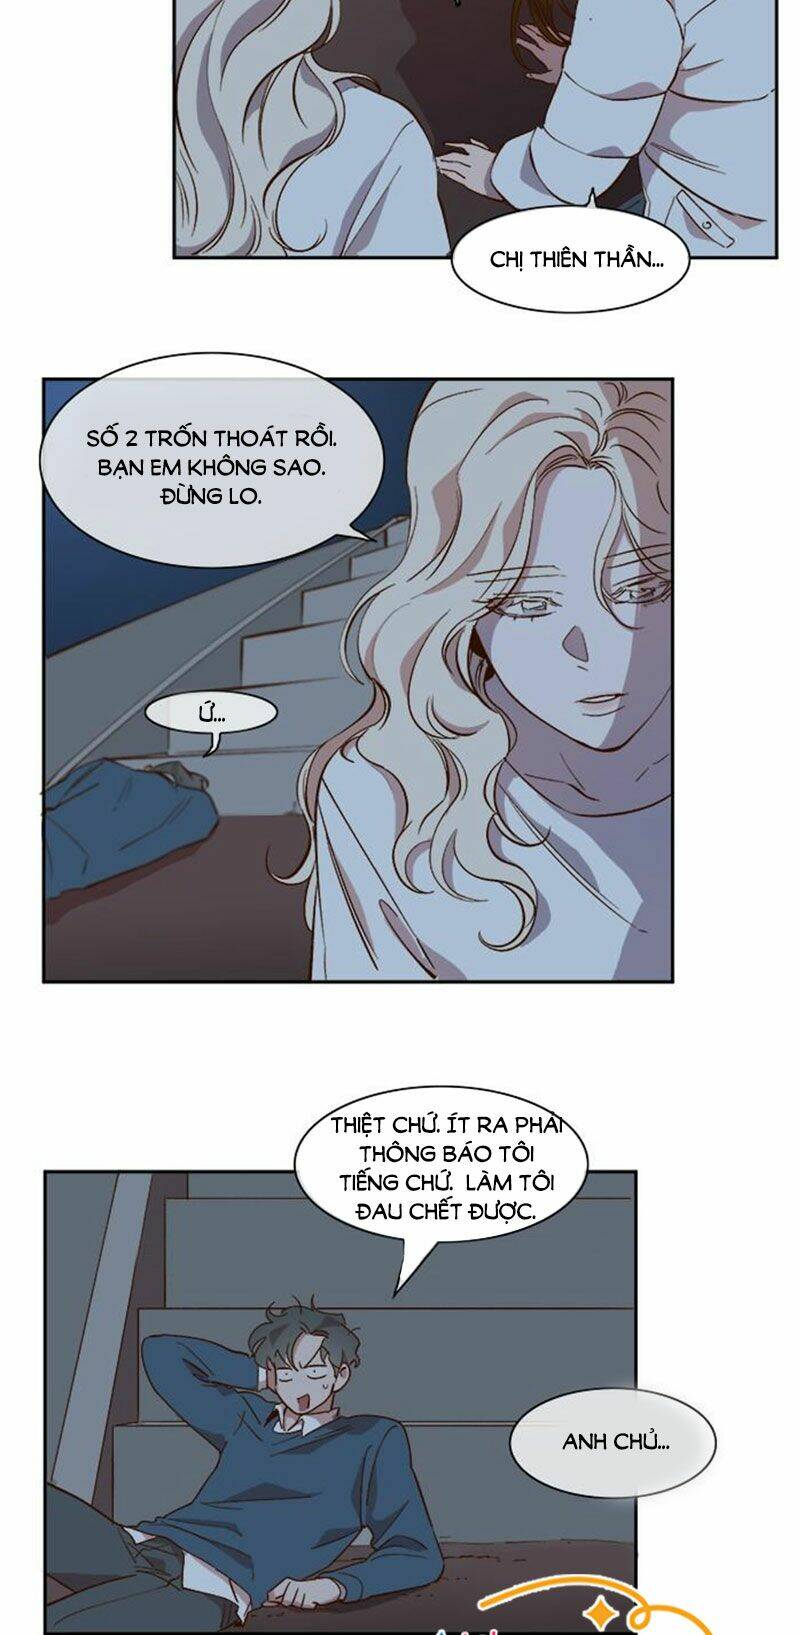 CHỊ THIÊN THẦN...
SỐ 2 TRỐN THOÁT RỒI.
BẠN EM KHÔNG SAO.
ĐỪNG LO.
Ứ...
THIỆT CHỨ. ÍT RA PHẢI
THÔNG BÁO TÔI
TIẾNG CHỨ. LÀM TÔI
ĐAU CHẾT ĐƯỢC.
ANH CHỦ...